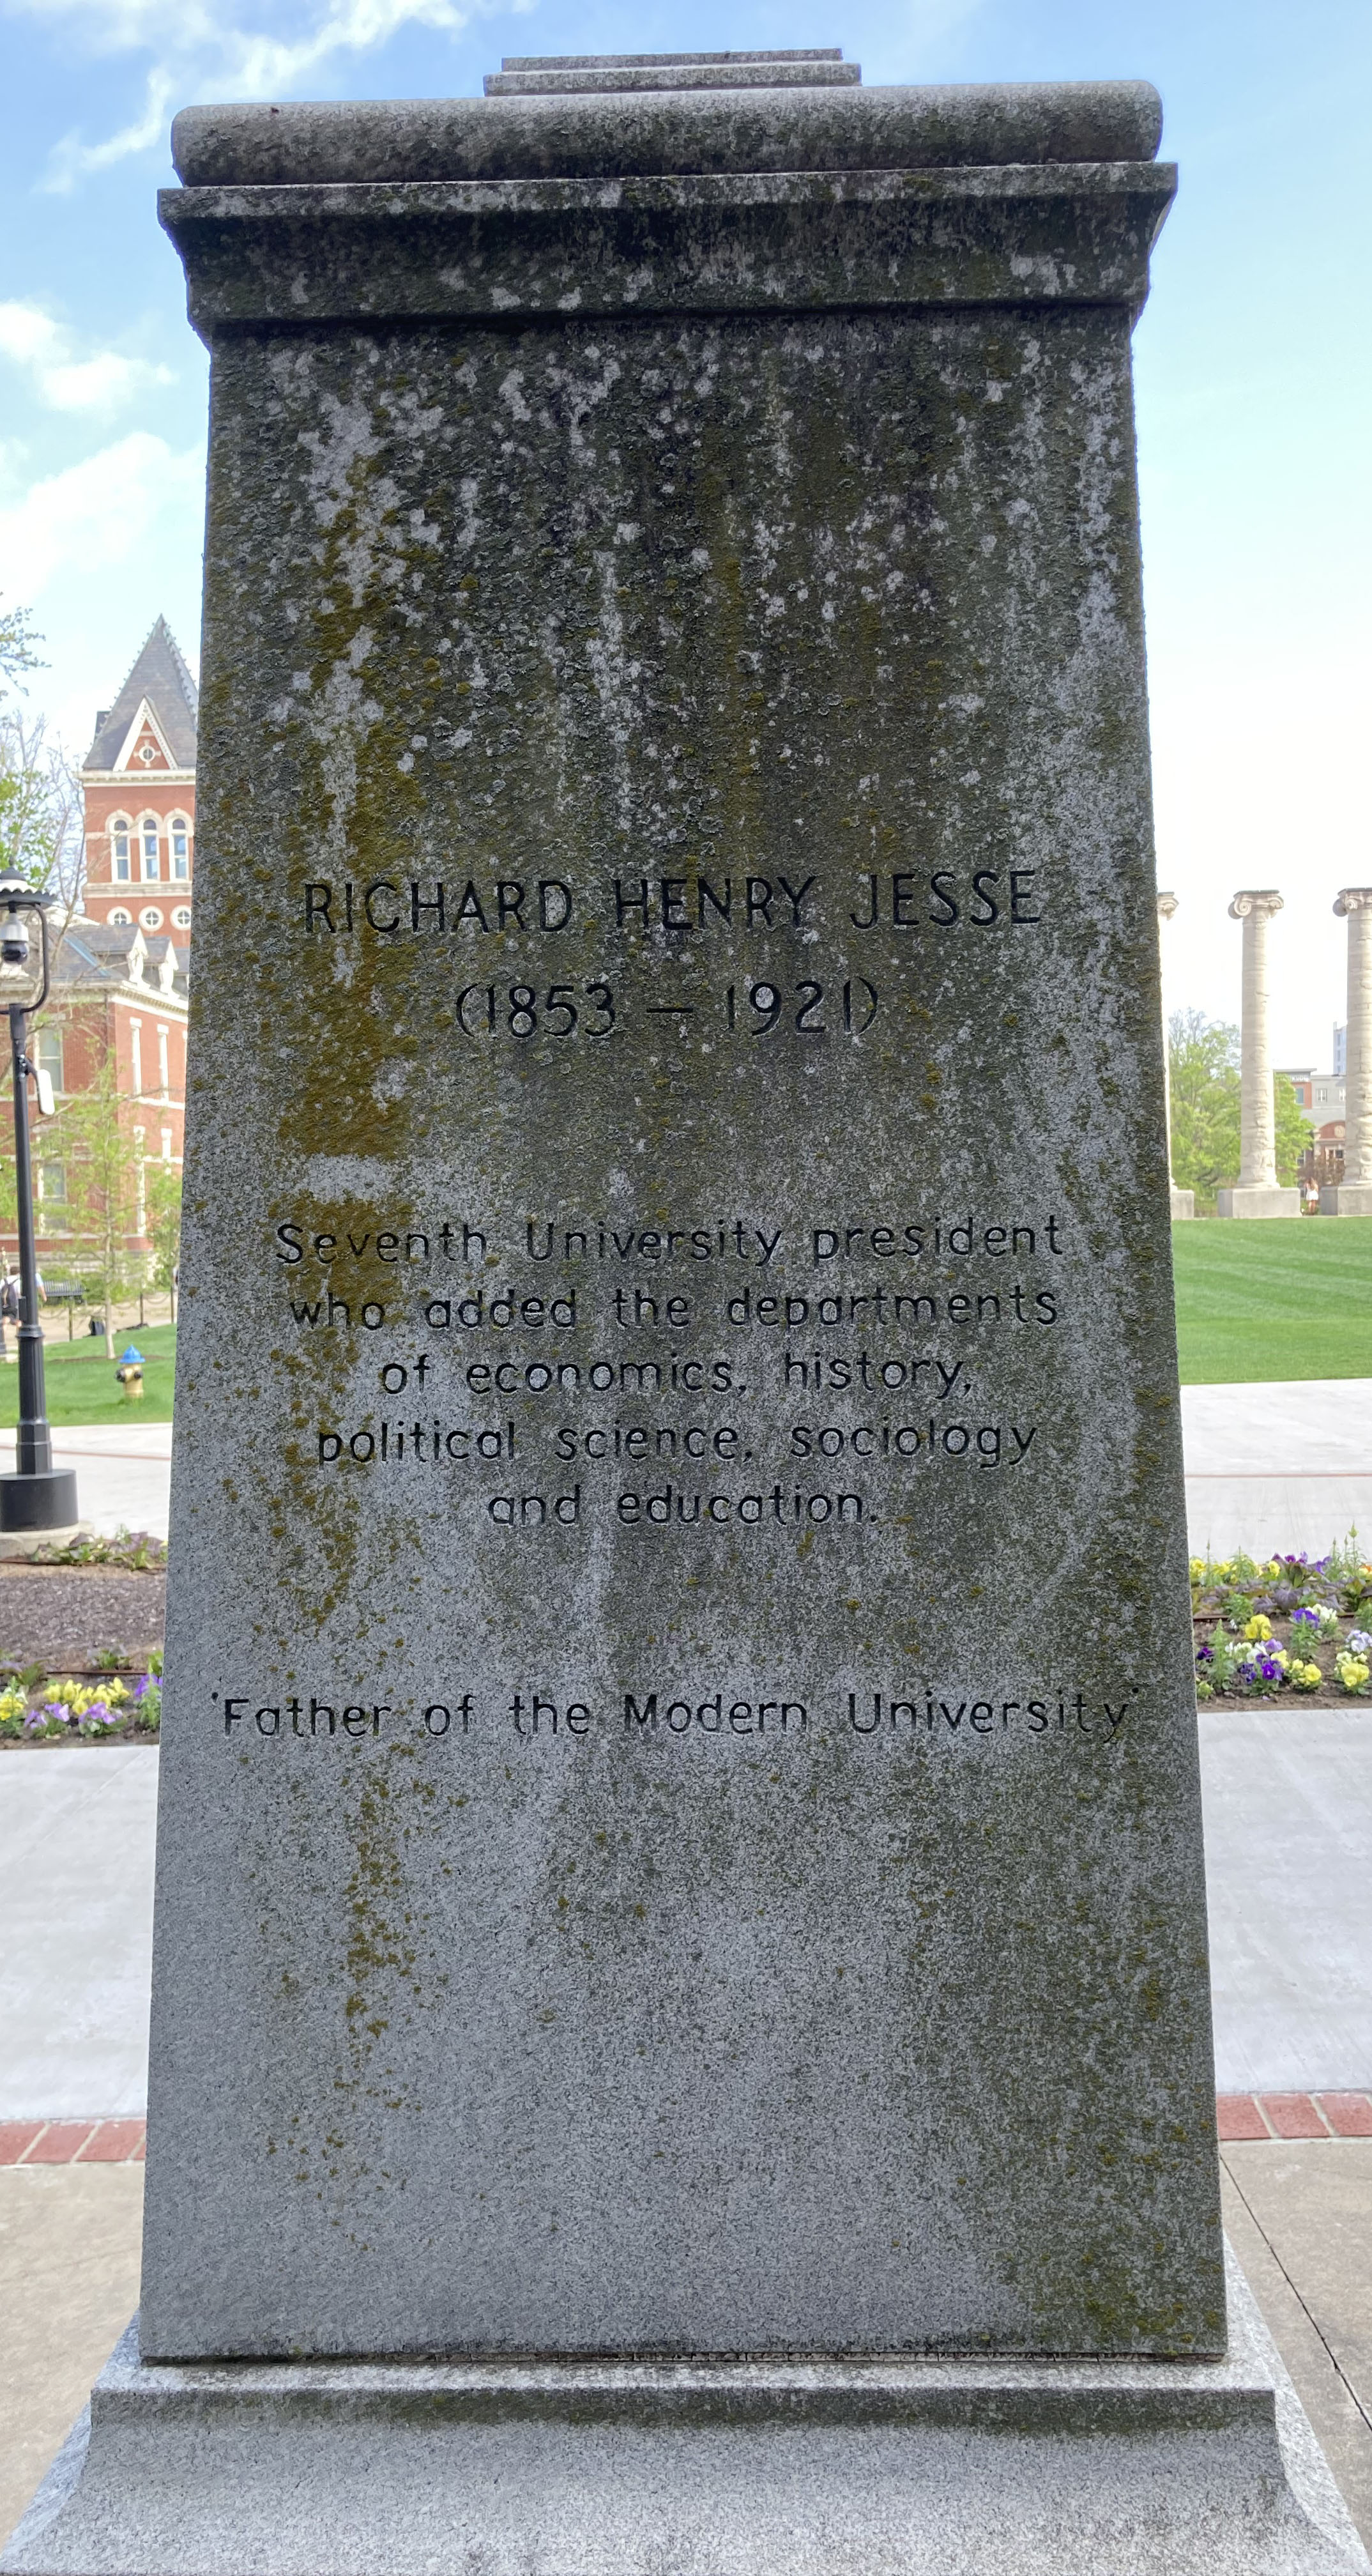 RICHARD HENRY JESSE
(1853 — 1921)
Seventh University president
who added the departments
of economics, history,
political science, sociology
and education.
'Father of the Modern University'